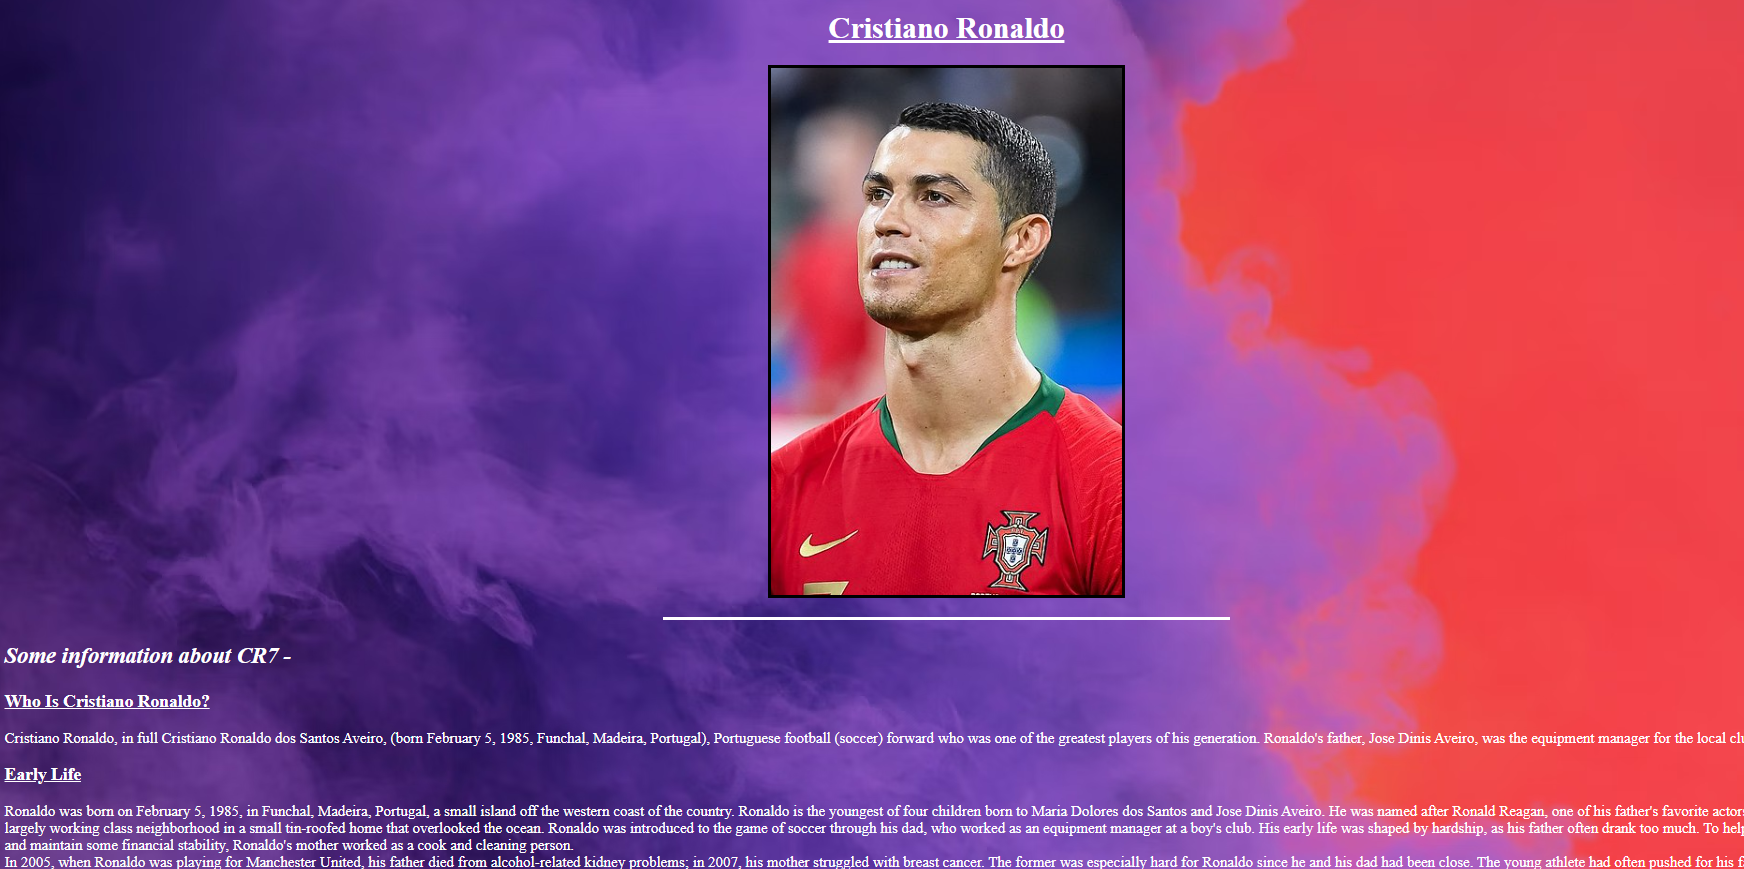 Cristiano Ronaldo
Some information about CR7 -
Who Is Cristiano Ronaldo?
Cristiano Ronaldo, in full Cristiano Ronaldo dos Santos Aveiro, (born February 5, 1985, Funchal, Madeira, Portugal), Portuguese football (soccer) forward who was one of the greatest players of his generation. Ronaldo's father, Jose Dinis Aveiro, was the equipment manager for the local
Early Life
Ronaldo was born on February 5, 1985, in Funchal, Madeira, Portugal, a small island off the western coast of the country. Ronaldo is the youngest of four children born to Maria Dolores dos Santos and Jose Dinis Aveiro. He was named after Ronald Reagan, one of his father's favorite actors
largely working class neighborhood in a small tin-roofed home that overlooked the ocean. Ronaldo was introduced to the game of soccer through his dad, who worked as an equipment manager at a boy's club. His early life was shaped by hardship, as his father often drank too much. To help
and maintain some financial stability, Ronaldo's mother worked as a cook and cleaning person.
In 2005, when Ronaldo was playing for Manchester United, his father died from alcohol-related kidney problems; in 2007, his mother struggled with breast cancer. The former was especially hard for Ronaldo since he and his dad had been close. The young athlete had often pushed for his